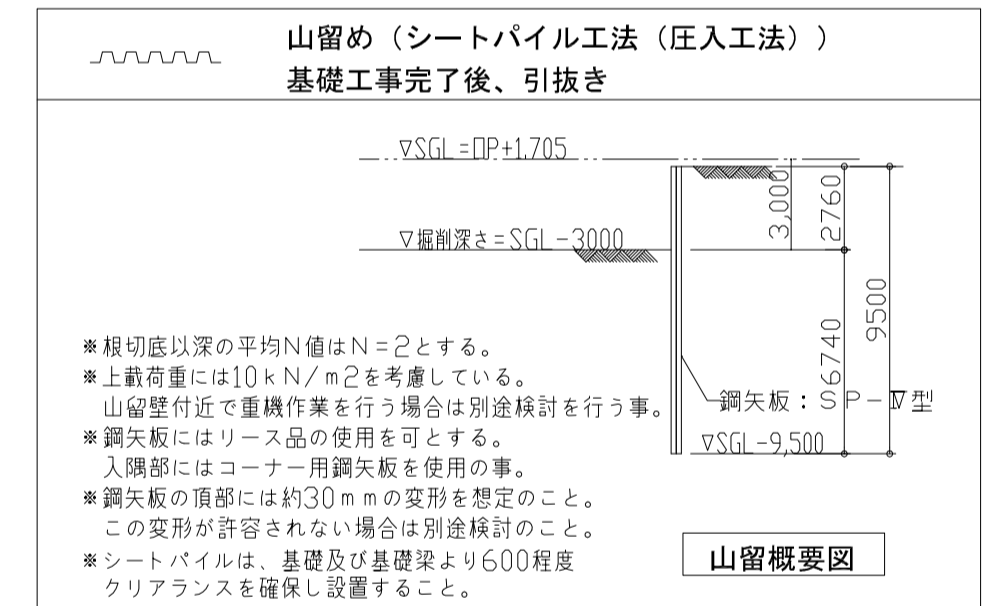 山留め（シートパイル工法（圧入工法））
基礎工事完了後、引抜き
▽SGL=OP+1.705
▽掘削深さ=SGL-3000
3,000
2760
6740
9500
鋼矢板：SP-Ⅳ型
▽SGL-9,500
※根切底以深の平均N値はN=2とする。
※上載荷重には10kN/m2を考慮している。
山留壁付近で重機作業を行う場合は別途検討を行う事。
※鋼矢板にはリース品の使用を可とする。
入隅部にはコーナー用鋼矢板を使用の事。
※鋼矢板の頂部には約30mmの変形を想定のこと。
この変形が許容されない場合は別途検討のこと。
※シートパイルは、基礎及び基礎梁より600程度
クリアランスを確保し設置すること。
山留概要図